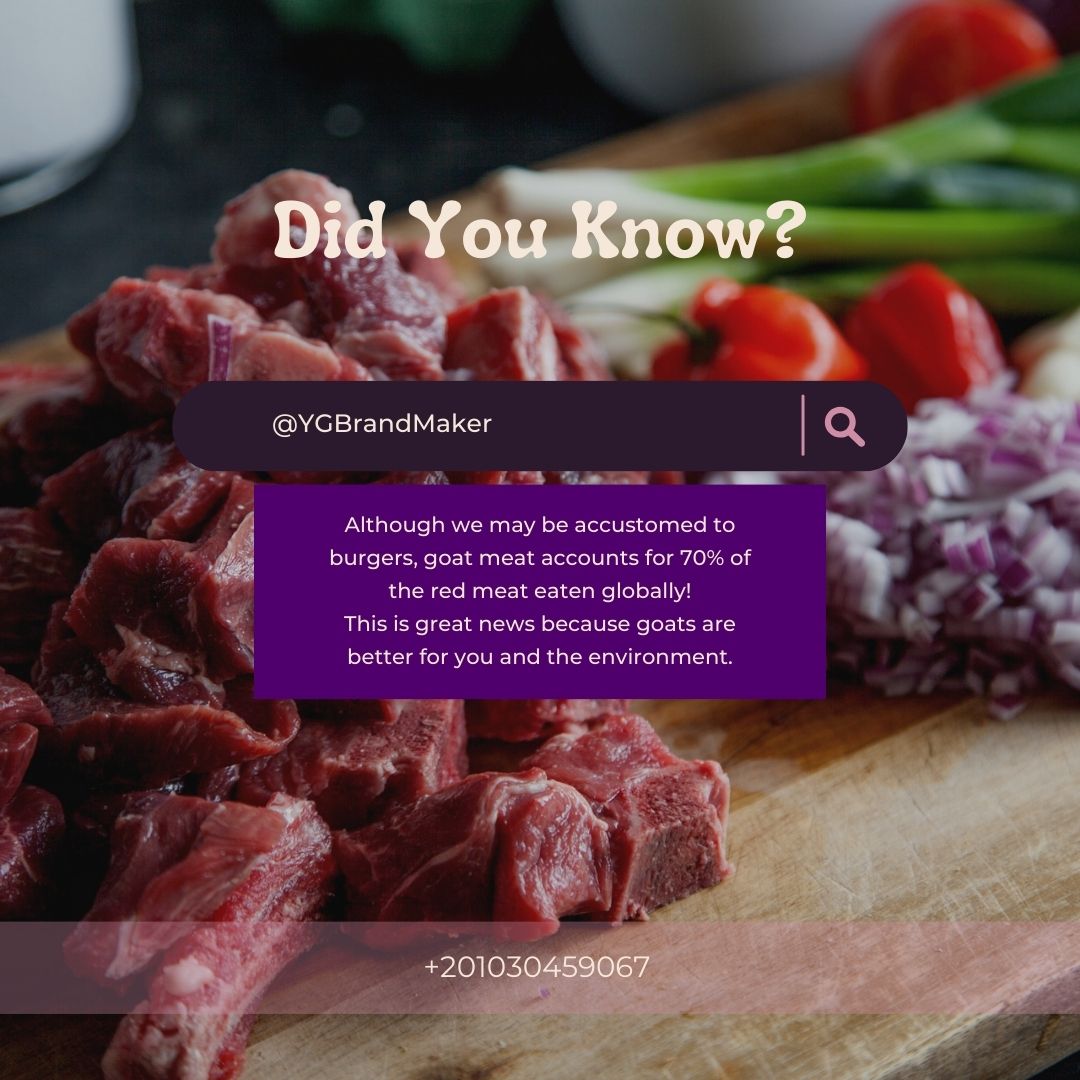 Did You Know?
@YGBrandMaker
Although we may be accustomed to
burgers, goat meat accounts for 70% of
the red meat eaten globally!
This is great news because goats are
better for you and the environment.
+201030459067